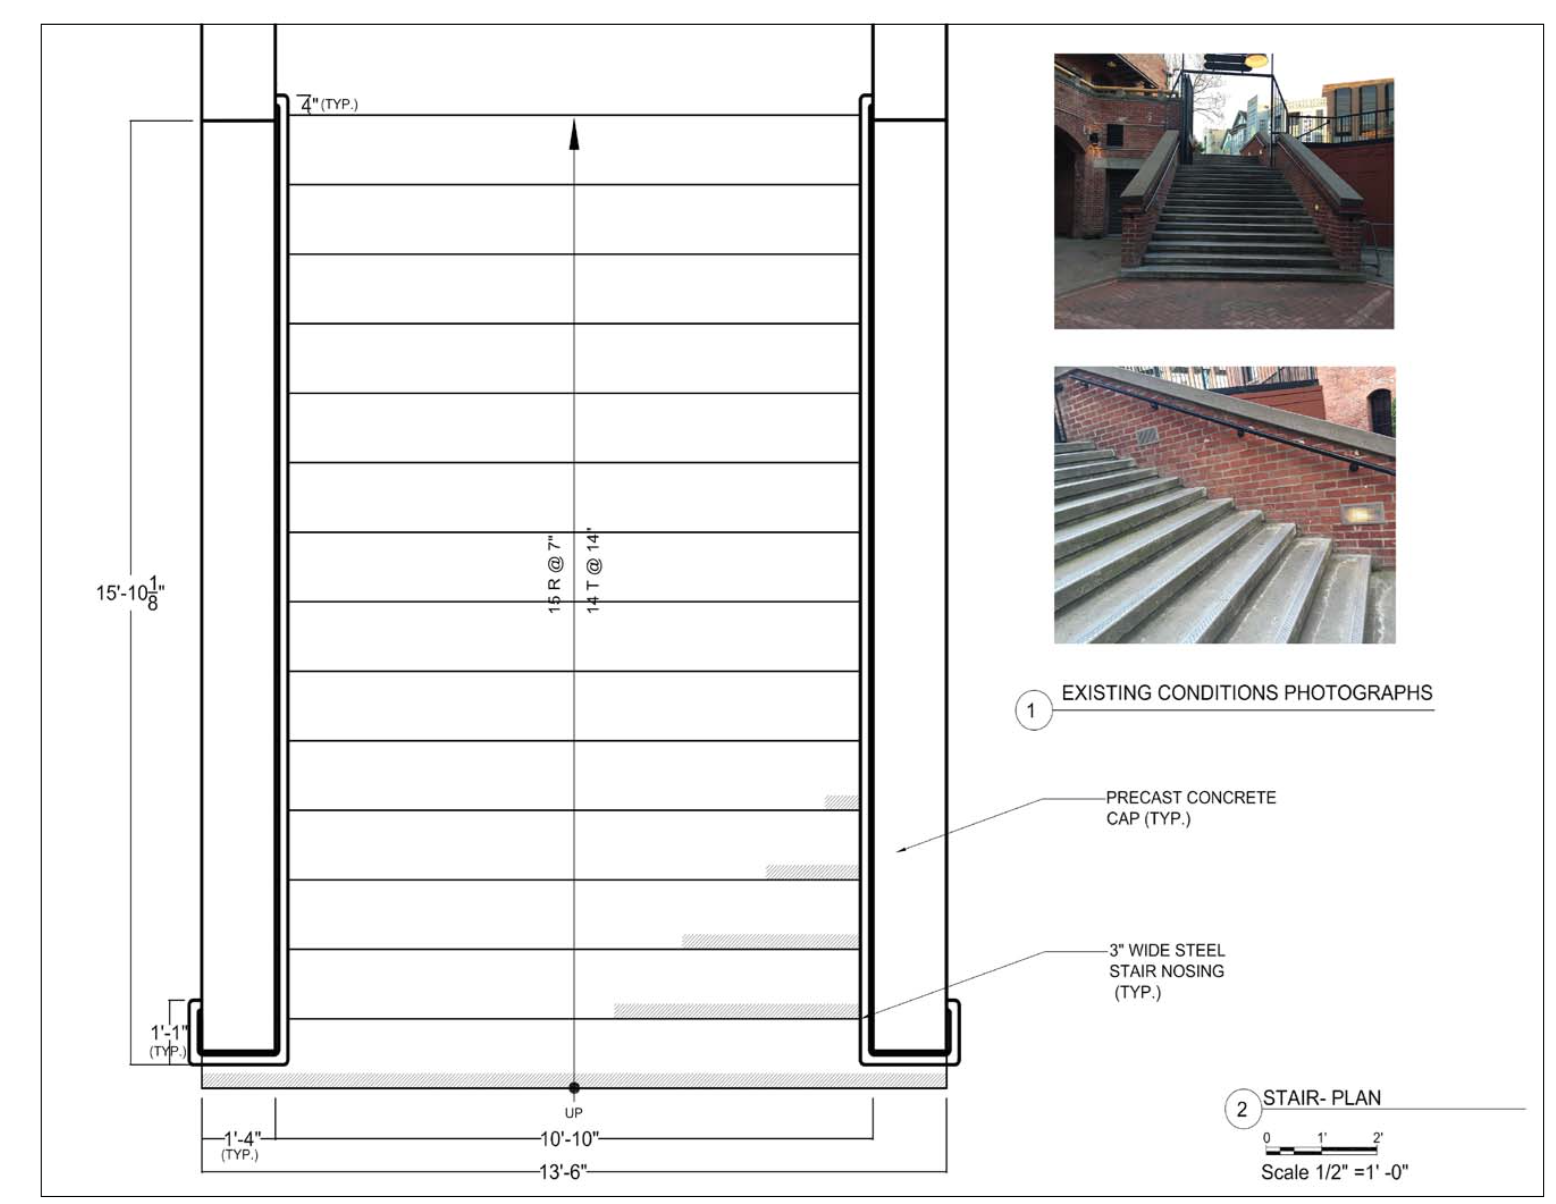 4" (TYP.)
15'-10 1/8"
15 R @ 7"
14 T @ 14"
1'-1"
(TYP.)
UP
1'-4"
(TYP.)
10'-10"
13'-6"
1
EXISTING CONDITIONS PHOTOGRAPHS
PRECAST CONCRETE
CAP (TYP.)
3" WIDE STEEL
STAIR NOSING
(TYP.)
2
STAIR- PLAN
0 1' 2'
Scale 1/2" =1' -0"